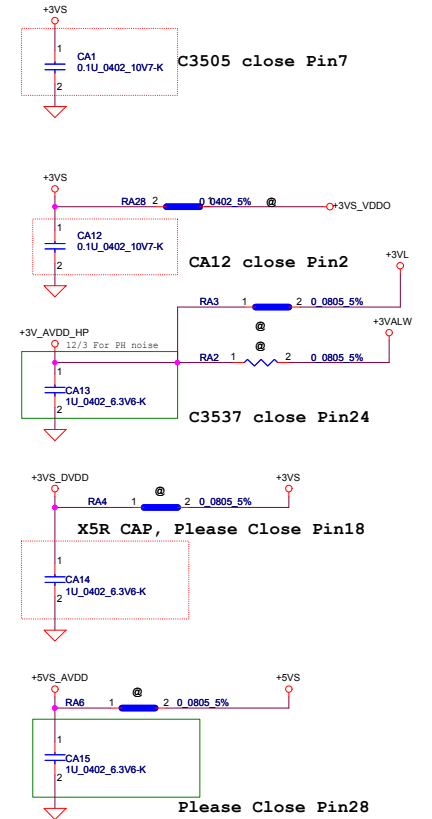 +3VS
1
CA1
0.1U_0402_10V7-K
2
C3505 close Pin7
+3VS
RA28 2 1 0_0402_5% @
+3VS_VDDO
1
CA12
0.1U_0402_10V7-K
2
CA12 close Pin2
+3VL
RA3 1 2 0_0805_5%
@
+3VALW
+3V_AVDD_HP
12/3 For PH noise
@
RA2 1 2 0_0805_5%
1
CA13
1U_0402_6.3V6-K
2
C3537 close Pin24
+3VS_DVDD
+3VS
@
RA4 1 2 0_0805_5%
X5R CAP, Please Close Pin18
1
CA14
1U_0402_6.3V6-K
2
+5VS_AVDD
+5VS
@
RA6 1 2 0_0805_5%
1
CA15
1U_0402_6.3V6-K
2
Please Close Pin28